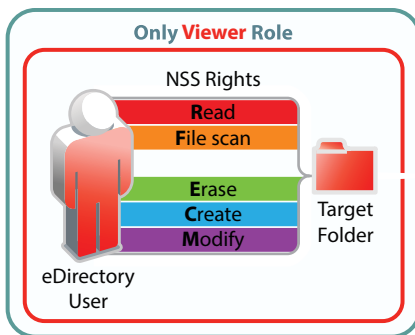 Only Viewer Role
NSS Rights
Read
File scan
Erase
Create
Modify
Target
Folder
eDirectory
User